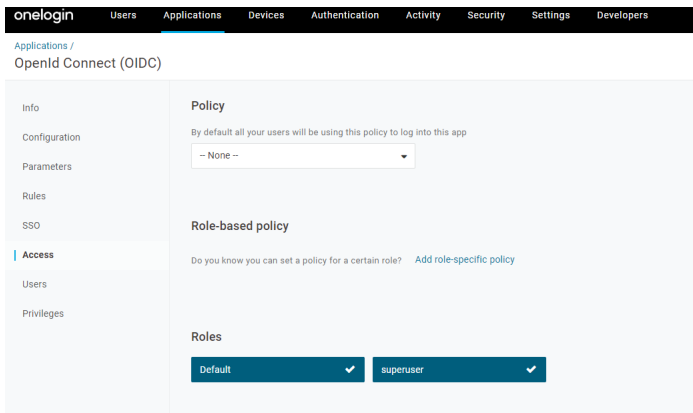 onelogin Users Applications Devices Authentication Activity Security Settings Developers
Applications /
OpenId Connect (OIDC)
Info
Configuration
Parameters
Rules
SSO
Access
Users
Privileges
Policy
By default all your users will be using this policy to log into this app
-- None --
Role-based policy
Do you know you can set a policy for a certain role? Add role-specific policy
Roles
Default superuser